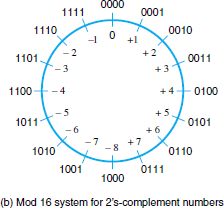 0000
1111 0001
1110 0 0010
–1 +1
1101 –2 +2 0011
–3 +3
1100 –4 +4 0100
–5 +5
1011 0101
–6 +6
1010 –7 –8 +7 0110
1001 0111
1000
(b) Mod 16 system for 2's-complement numbers